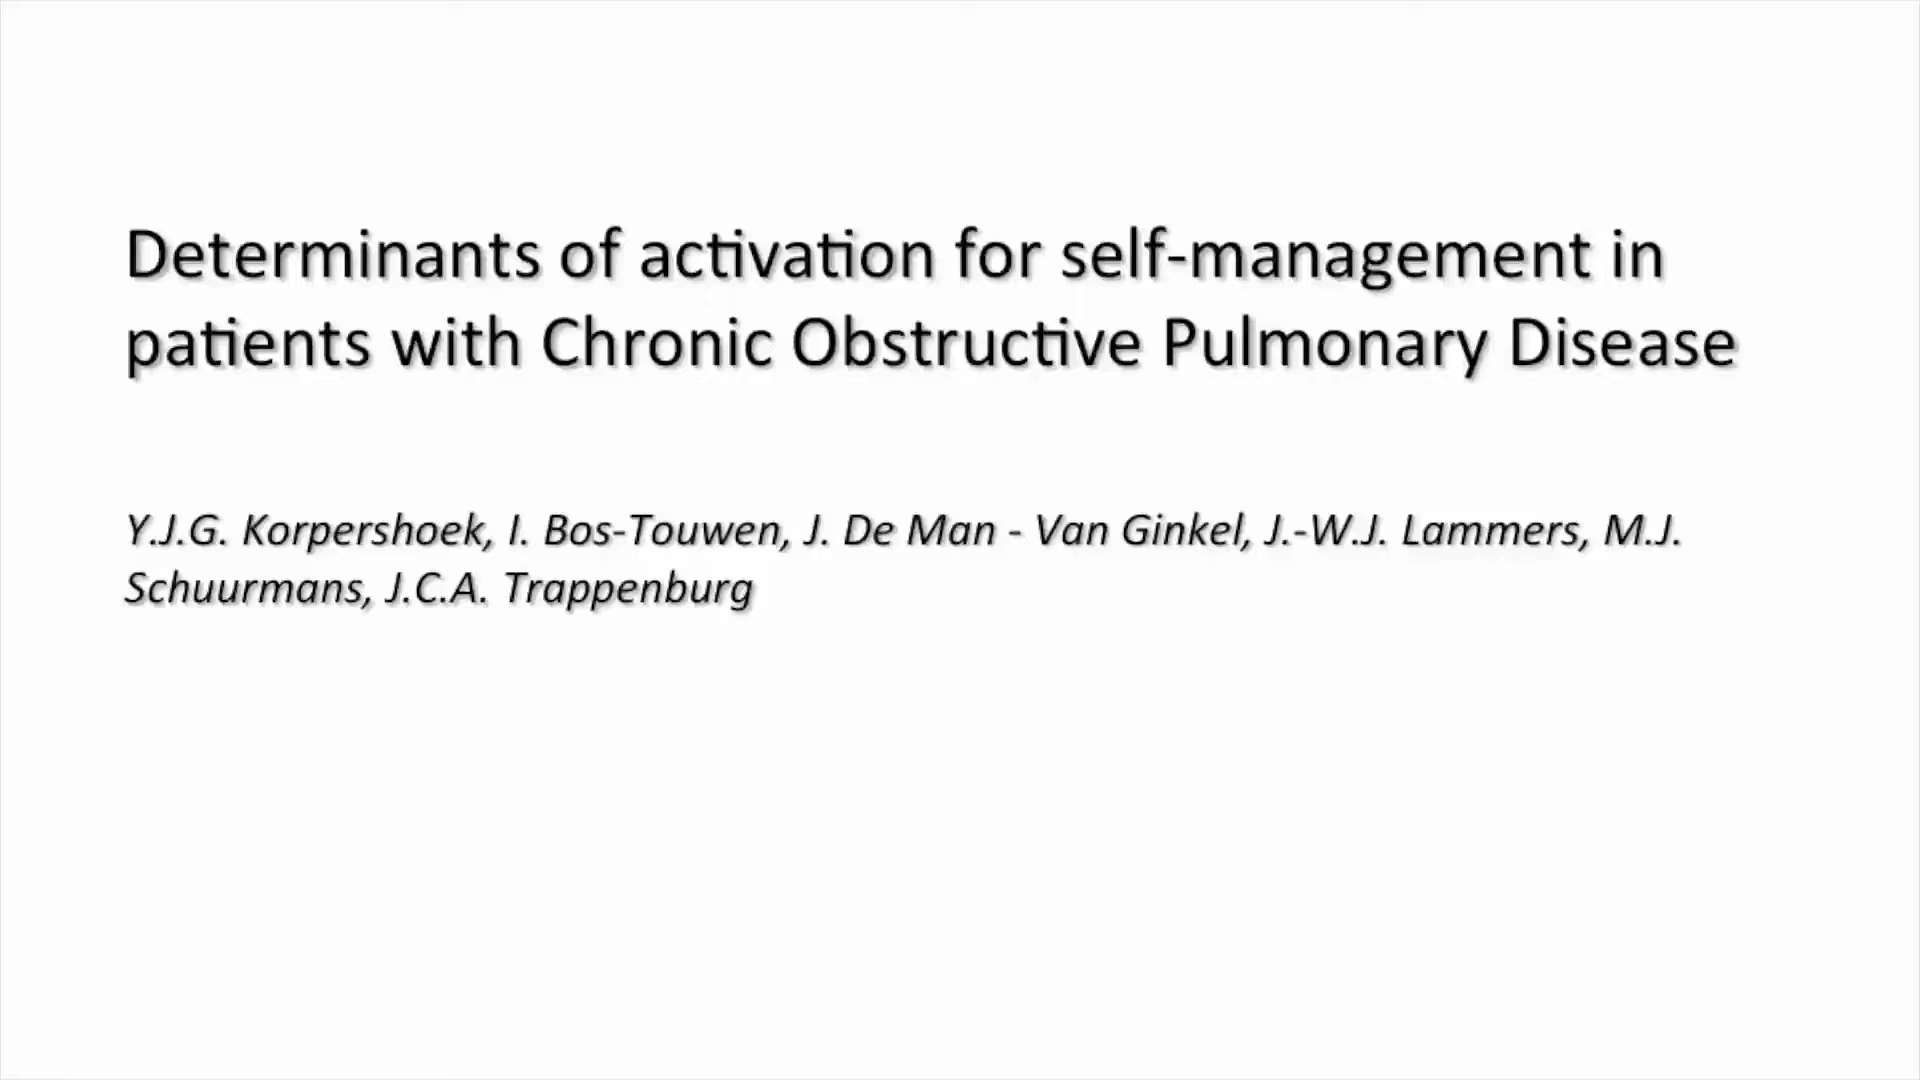 Determinants of activation for self-management in
patients with Chronic Obstructive Pulmonary Disease
Y.J.G. Korpershoek, I. Bos-Touwen, J. De Man - Van Ginkel, J.-W.J. Lammers, M.J.
Schuurmans, J.C.A. Trappenburg